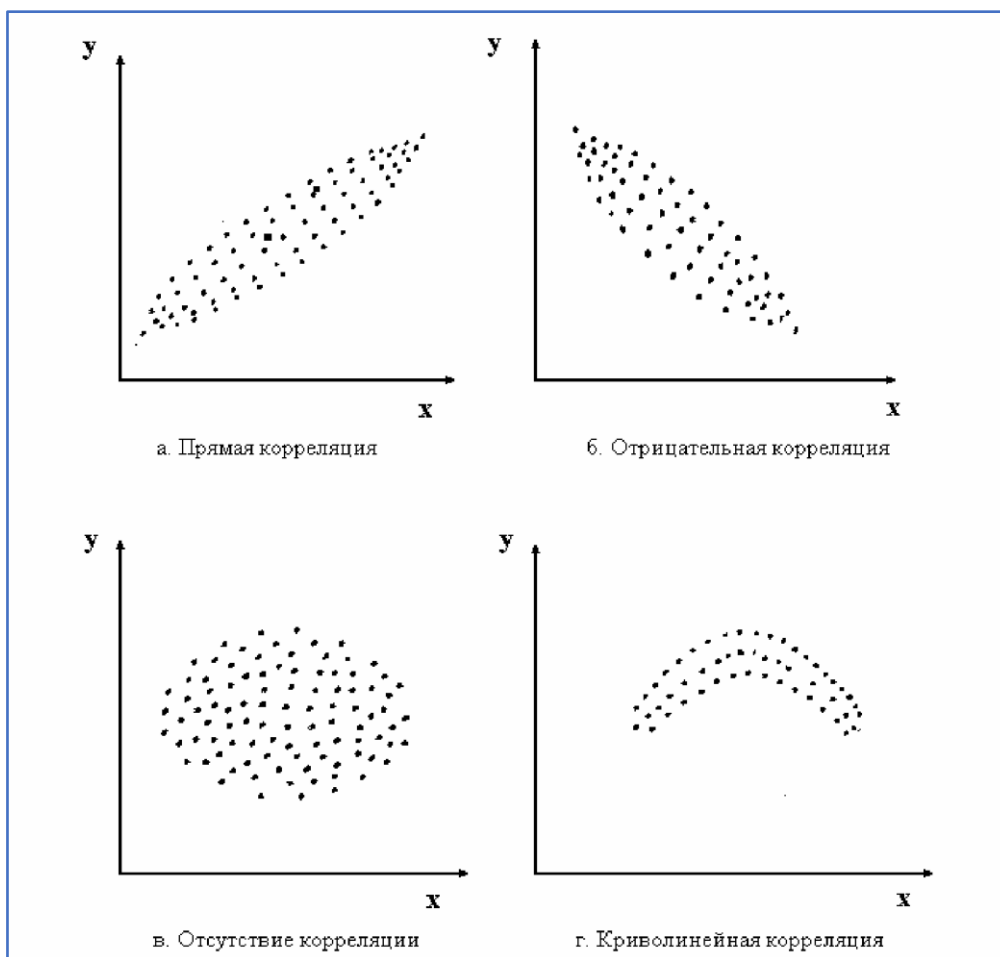 y
y
x
x
а. Прямая корреляция
б. Отрицательная корреляция
y
y
x
x
в. Отсутствие корреляции
г. Криволинейная корреляция